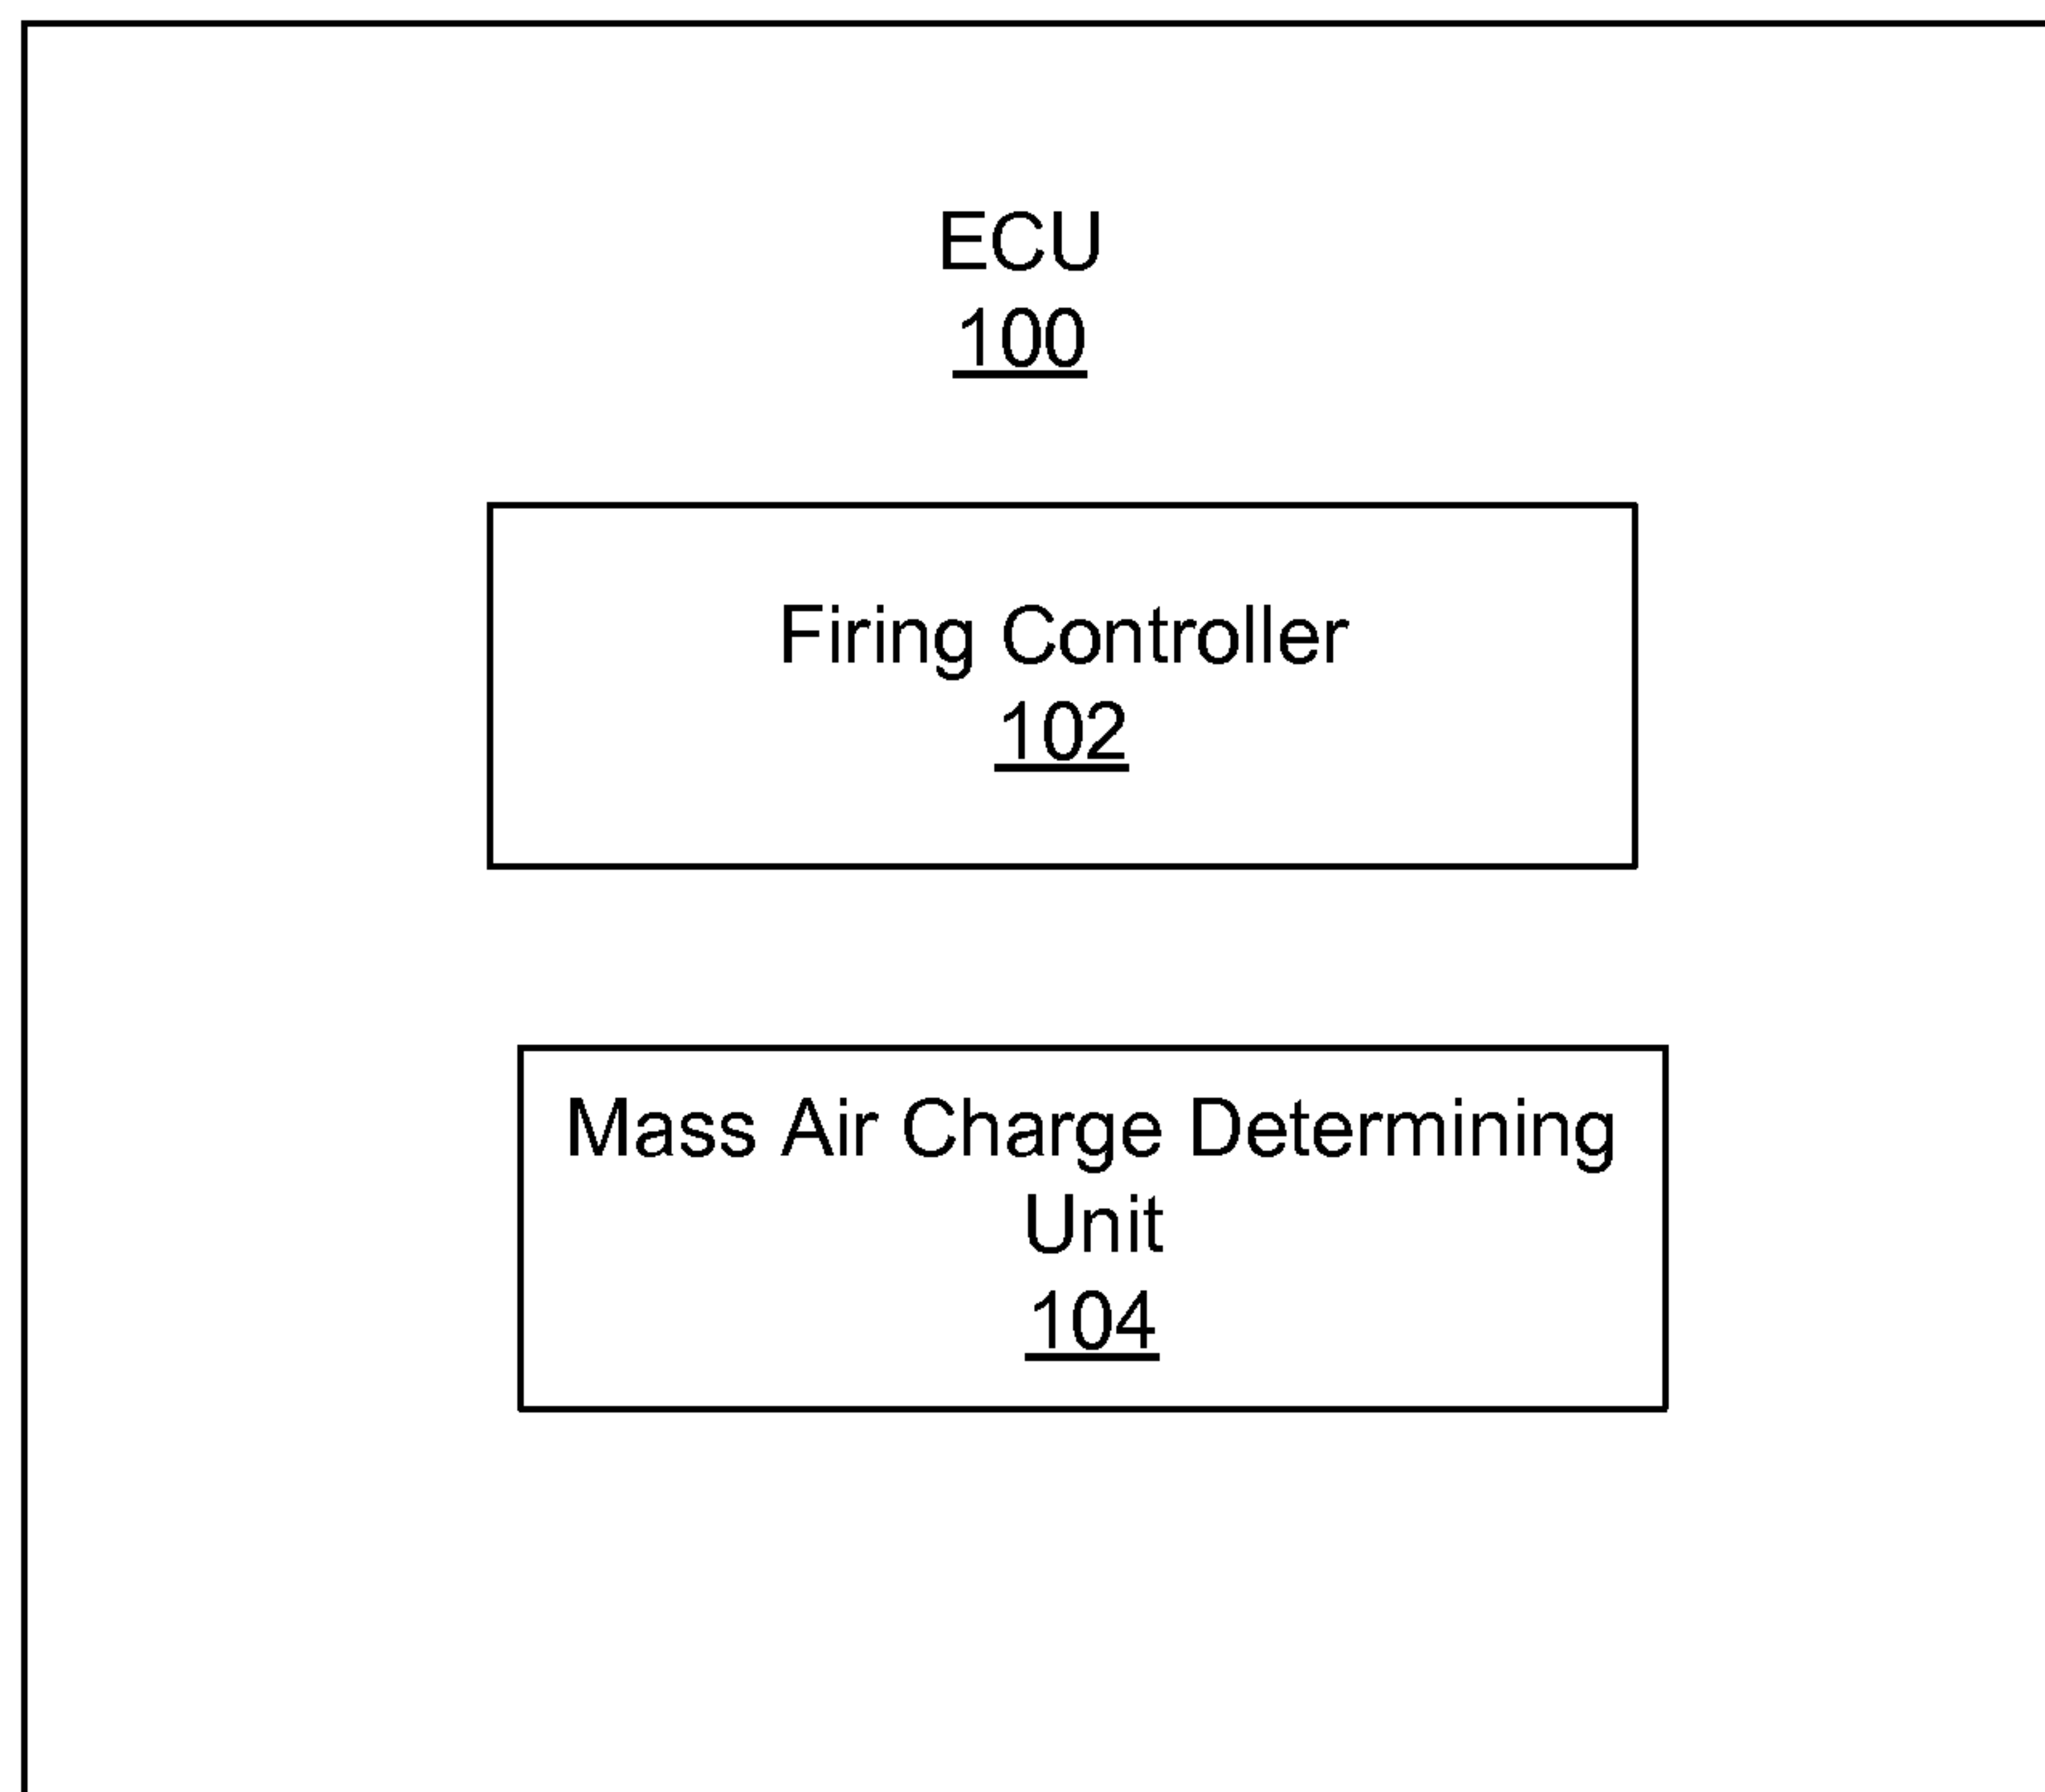 ECU
100
Firing Controller
102
Mass Air Charge Determining
Unit
104